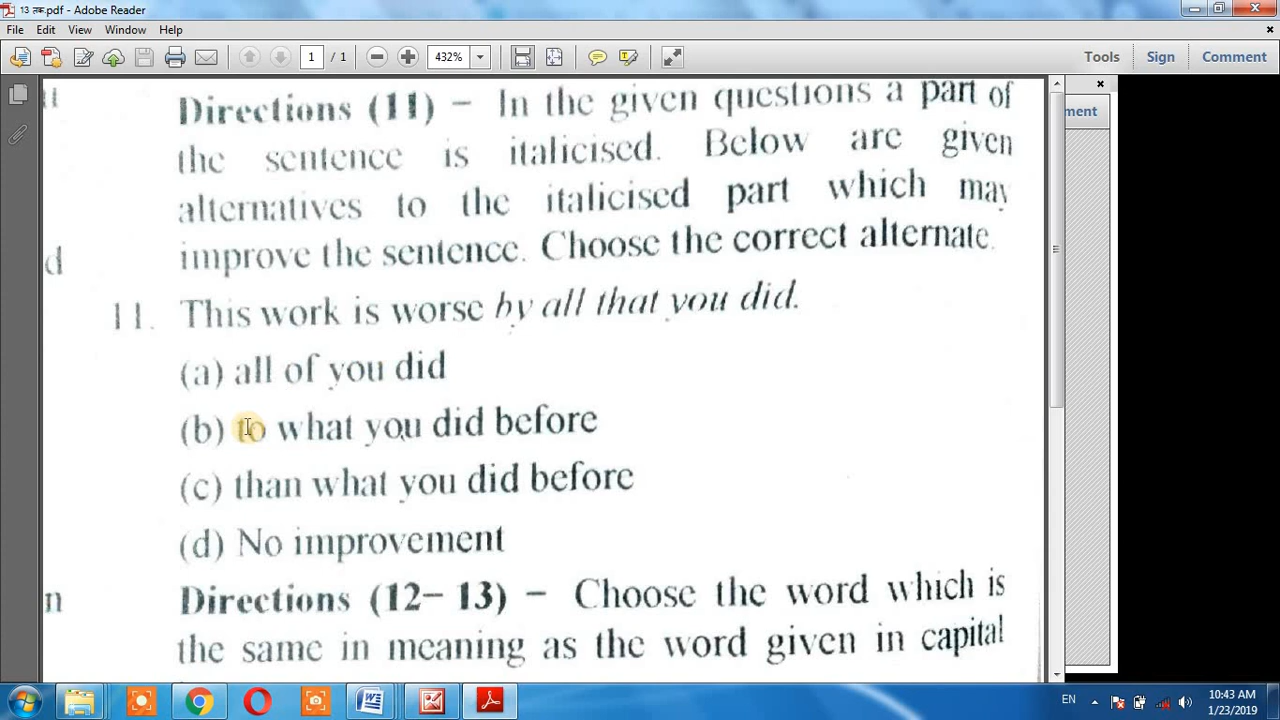 13 तक.pdf - Adobe Reader
File Edit View Window Help
1 / 1 432% Tools Sign Comment
ment
Directions (11) – In the given questions a part of
the sentence is italicised. Below are given
alternatives to the italicised part which may
improve the sentence. Choose the correct alternate.
d
11. This work is worse by all that you did.
(a) all of you did
(b) to what you did before
(c) than what you did before
(d) No improvement
n
Directions (12– 13) – Choose the word which is
the same in meaning as the word given in capital
EN 10:43 AM
1/23/2019